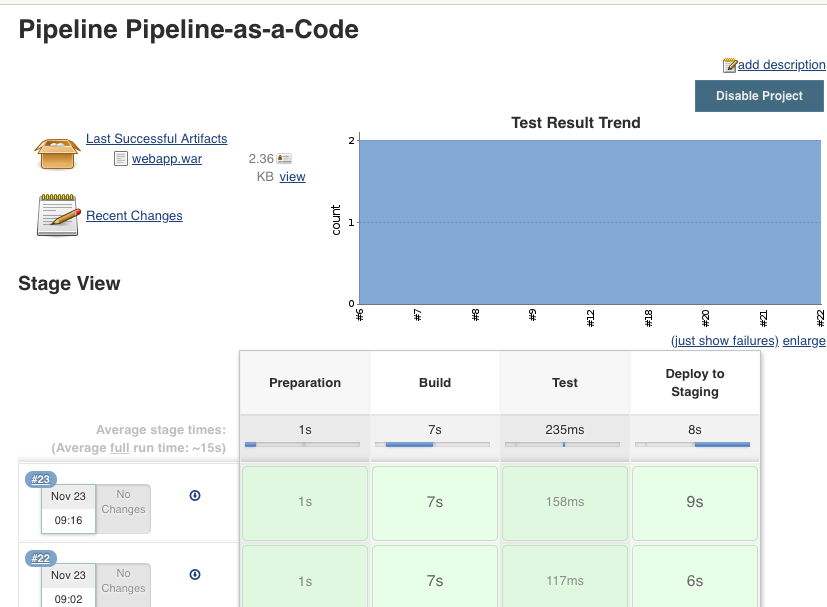 Pipeline Pipeline-as-a-Code
add description
Disable Project
Last Successful Artifacts
webapp.war
2.36
KB view
Recent Changes
Test Result Trend
count
2
1
0
#6
#7
#8
#9
#12
#18
#20
#21
#22
(just show failures) enlarge
Stage View
Preparation
Build
Test
Deploy to
Staging
Average stage times:
(Average full run time: ~15s)
1s
7s
235ms
8s
#23
Nov 23
09:16
No
Changes
1s
7s
158ms
9s
#22
Nov 23
09:02
No
Changes
1s
7s
117ms
6s